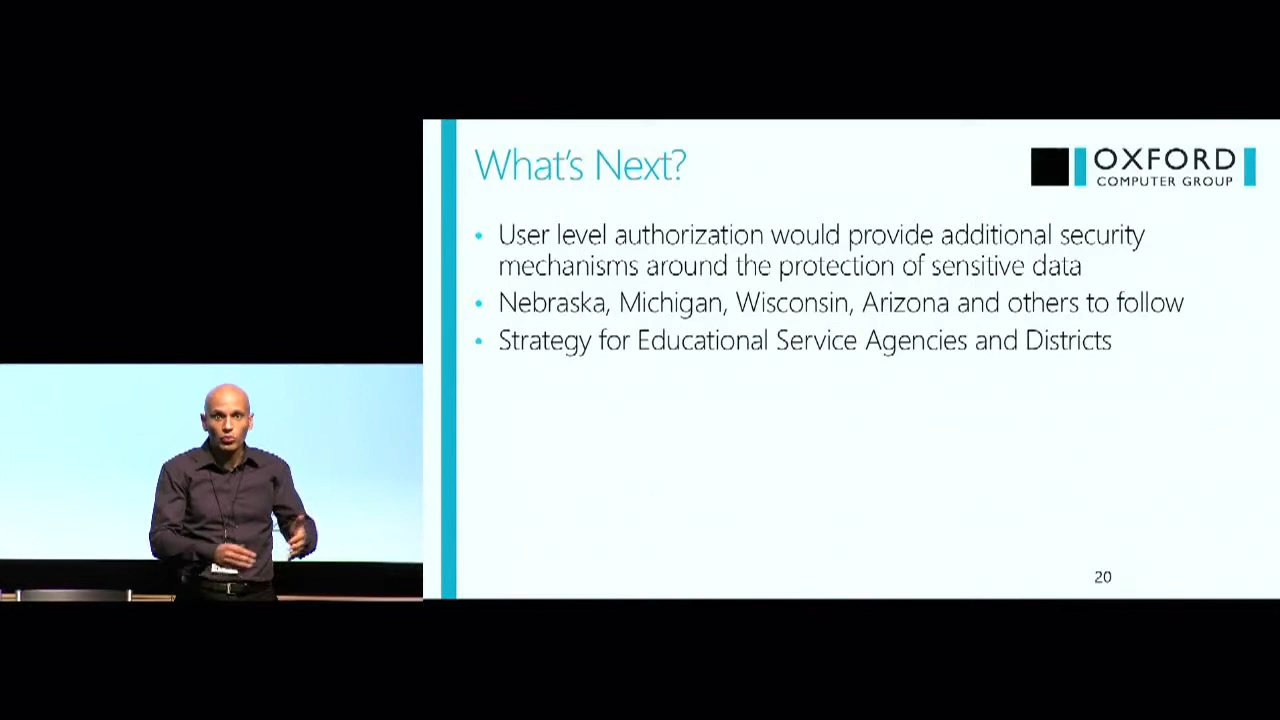 What's Next?
OXFORD
COMPUTER GROUP
• User level authorization would provide additional security
mechanisms around the protection of sensitive data
• Nebraska, Michigan, Wisconsin, Arizona and others to follow
• Strategy for Educational Service Agencies and Districts
20